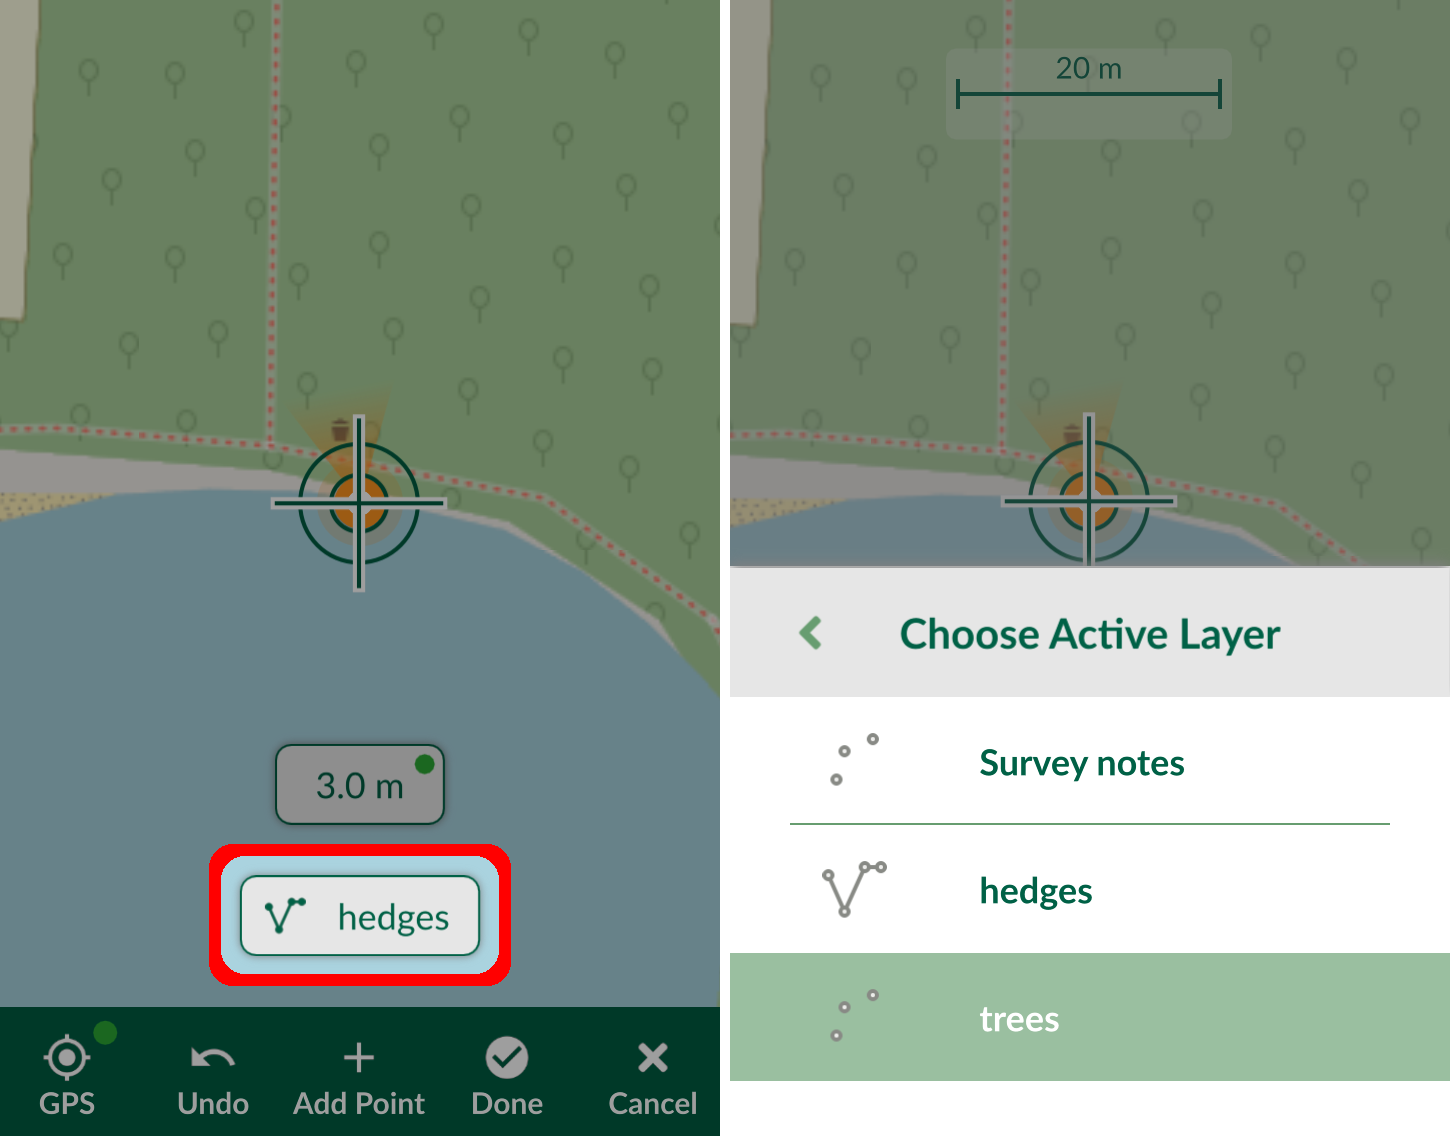 3.0 m
hedges
GPS
Undo
Add Point
Done
Cancel
20 m
Choose Active Layer
Survey notes
hedges
trees